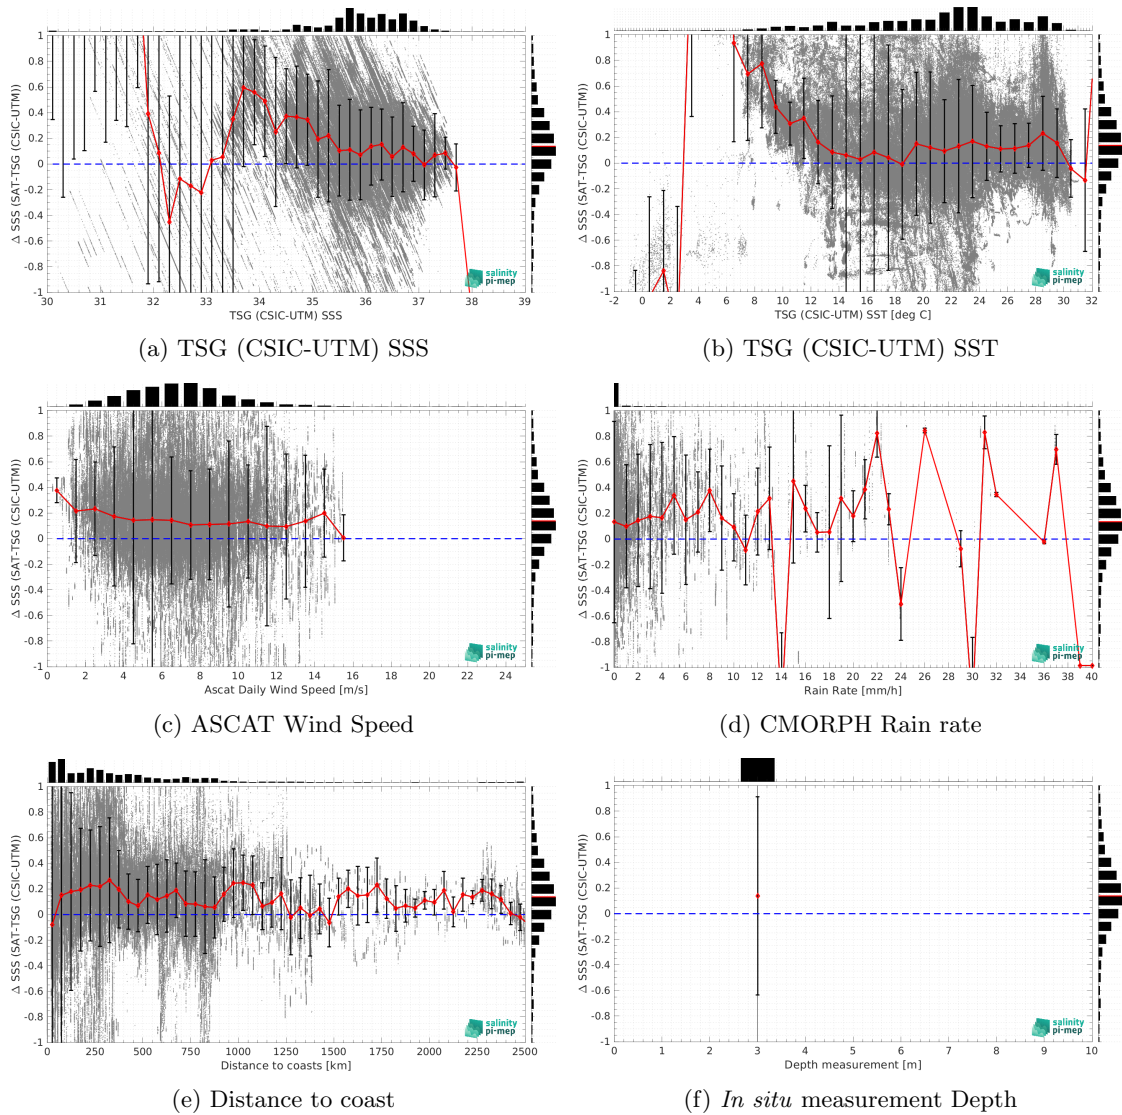 1
0.8
0.6
0.4
0.2
0
-0.2
-0.4
-0.6
-0.8
-1
Δ SSS (SAT-TSG (CSIC-UTM))
30 31 32 33 34 35 36 37 38 39
TSG (CSIC-UTM) SSS
salinity
pi-mep
(a) TSG (CSIC-UTM) SSS
1
0.8
0.6
0.4
0.2
0
-0.2
-0.4
-0.6
-0.8
-1
Δ SSS (SAT-TSG (CSIC-UTM))
-2 0 2 4 6 8 10 12 14 16 18 20 22 24 26 28 30 32
TSG (CSIC-UTM) SST [deg C]
salinity
pi-mep
(b) TSG (CSIC-UTM) SST
1
0.8
0.6
0.4
0.2
0
-0.2
-0.4
-0.6
-0.8
-1
Δ SSS (SAT-TSG (CSIC-UTM))
0 2 4 6 8 10 12 14 16 18 20 22 24
Ascat Daily Wind Speed [m/s]
salinity
pi-mep
(c) ASCAT Wind Speed
1
0.8
0.6
0.4
0.2
0
-0.2
-0.4
-0.6
-0.8
-1
Δ SSS (SAT-TSG (CSIC-UTM))
0 2 4 6 8 10 12 14 16 18 20 22 24 26 28 30 32 34 36 38 40
Rain Rate [mm/h]
salinity
pi-mep
(d) CMORPH Rain rate
1
0.8
0.6
0.4
0.2
0
-0.2
-0.4
-0.6
-0.8
-1
Δ SSS (SAT-TSG (CSIC-UTM))
0 250 500 750 1000 1250 1500 1750 2000 2250 2500
Distance to coasts [km]
salinity
pi-mep
(e) Distance to coast
1
0.8
0.6
0.4
0.2
0
-0.2
-0.4
-0.6
-0.8
-1
Δ SSS (SAT-TSG (CSIC-UTM))
0 1 2 3 4 5 6 7 8 9 10
Depth measurement [m]
salinity
pi-mep
(f) In situ measurement Depth